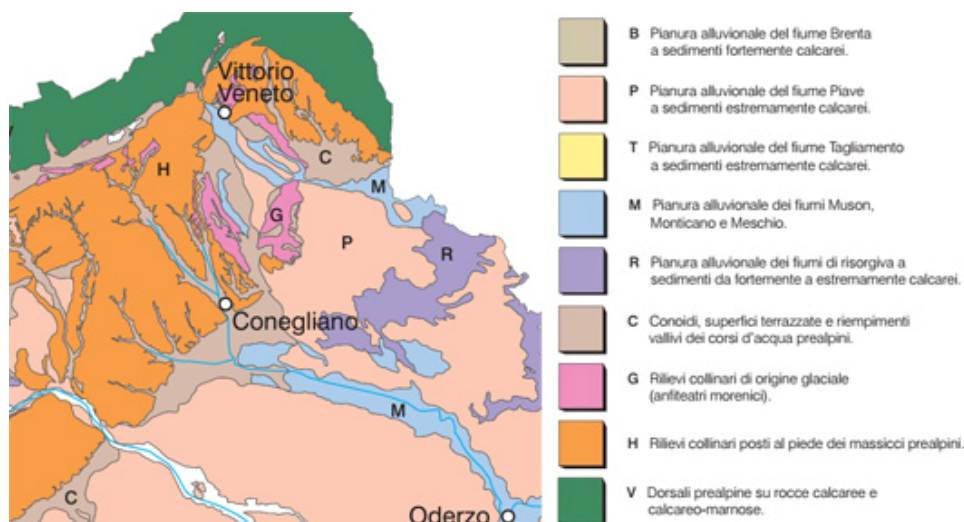 Vittorio
Veneto
H
C
M
G
P
R
Conegliano
M
C
Oderzo
B Pianura alluvionale del fiume Brenta
a sedimenti fortemente calcarei.
P Pianura alluvionale del fiume Piave
a sedimenti estremamente calcarei.
T Pianura alluvionale del fiume Tagliamento
a sedimenti estremamente calcarei.
M Pianura alluvionale dei fiumi Muson,
Monticano e Meschio.
R Pianura alluvionale dei fiumi di risorgiva a
sedimenti da fortemente a estremamente calcarei.
C Conoidi, superfici terrazzate e riempimenti
vallivi dei corsi d'acqua prealpini.
G Rilievi collinari di origine glaciale
(anfiteatri morenici).
H Rilievi collinari posti al piede dei massicci prealpini.
V Dorsali prealpine su rocce calcaree e
calcareo-marnose.